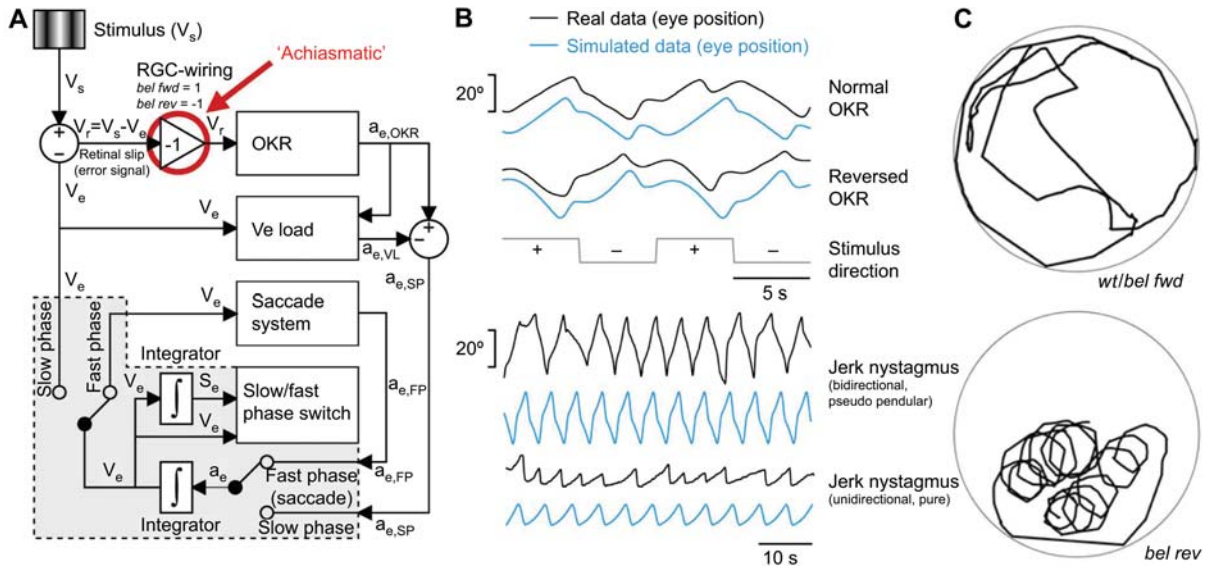 A
Stimulus (Vs)
'Achiasmatic'
RGC-wiring
bel fwd = 1
bel rev = -1
Vs
+
−
Vr=Vs-Ve
Retinal slip
(error signal)
-1
Vr
OKR
ae,OKR
Ve
Ve
Ve load
ae,VL
+
−
ae,SP
Ve
Slow phase
Fast phase
Ve
Saccade
system
ae,FP
Integrator
Ve
∫
Se
Slow/fast
phase switch
Ve
Ve
∫
ae
Fast phase
(saccade)
ae,FP
Integrator
Slow phase
ae,SP
B
Real data (eye position)
Simulated data (eye position)
20º
Normal
OKR
Reversed
OKR
+
−
+
−
Stimulus
direction
5 s
20º
Jerk nystagmus
(bidirectional,
pseudo pendular)
Jerk nystagmus
(unidirectional, pure)
10 s
C
wt/bel fwd
bel rev